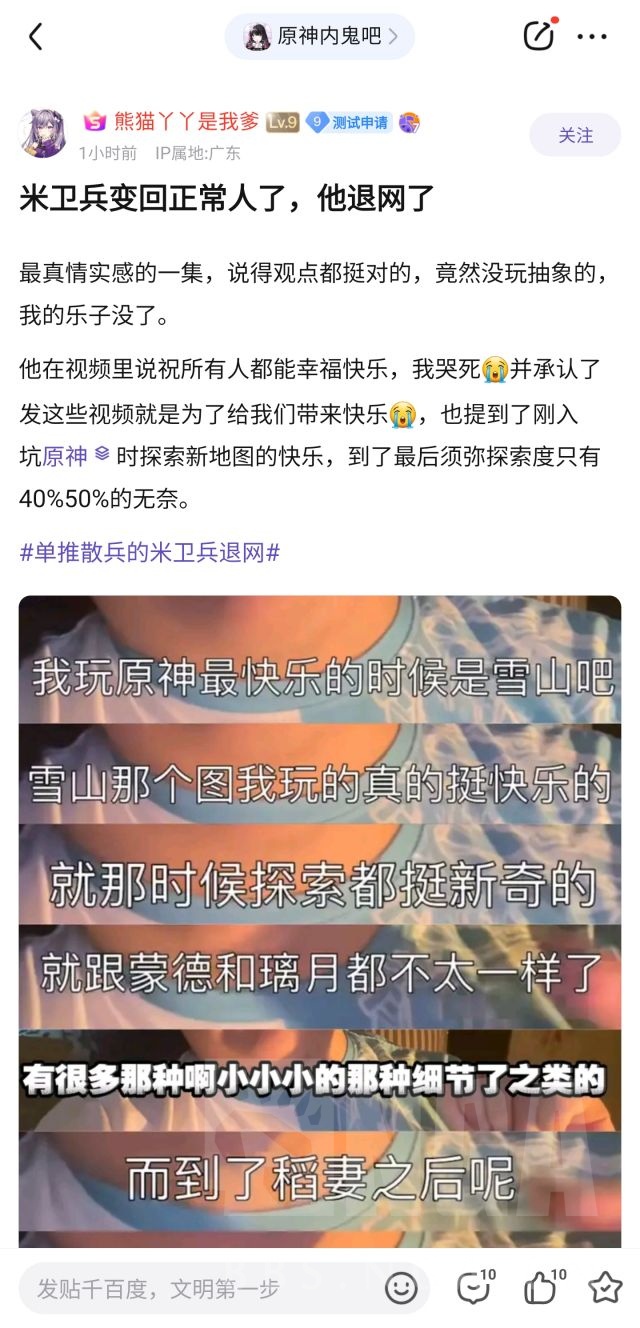 原神内鬼吧
熊猫丫丫是我爹 Lv.9 9 测试申请
1小时前 IP属地:广东
关注
米卫兵变回正常人了，他退网了
最真情实感的一集，说得观点都挺对的，竟然没玩抽象的，
我的乐子没了。
他在视频里说祝所有人都能幸福快乐，我哭死😭并承认了
发这些视频就是为了给我们带来快乐😭，也提到了刚入
坑原神 时探索新地图的快乐，到了最后须弥探索度只有
40%50%的无奈。
#单推散兵的米卫兵退网#
我玩原神最快乐的时候是雪山吧
雪山那个图我玩的真的挺快乐的
就那时候探索都挺新奇的
就跟蒙德和璃月都不太一样了
有很多那种啊小小小的那种细节了之类的
而到了稻妻之后呢
发贴千百度，文明第一步
10
10